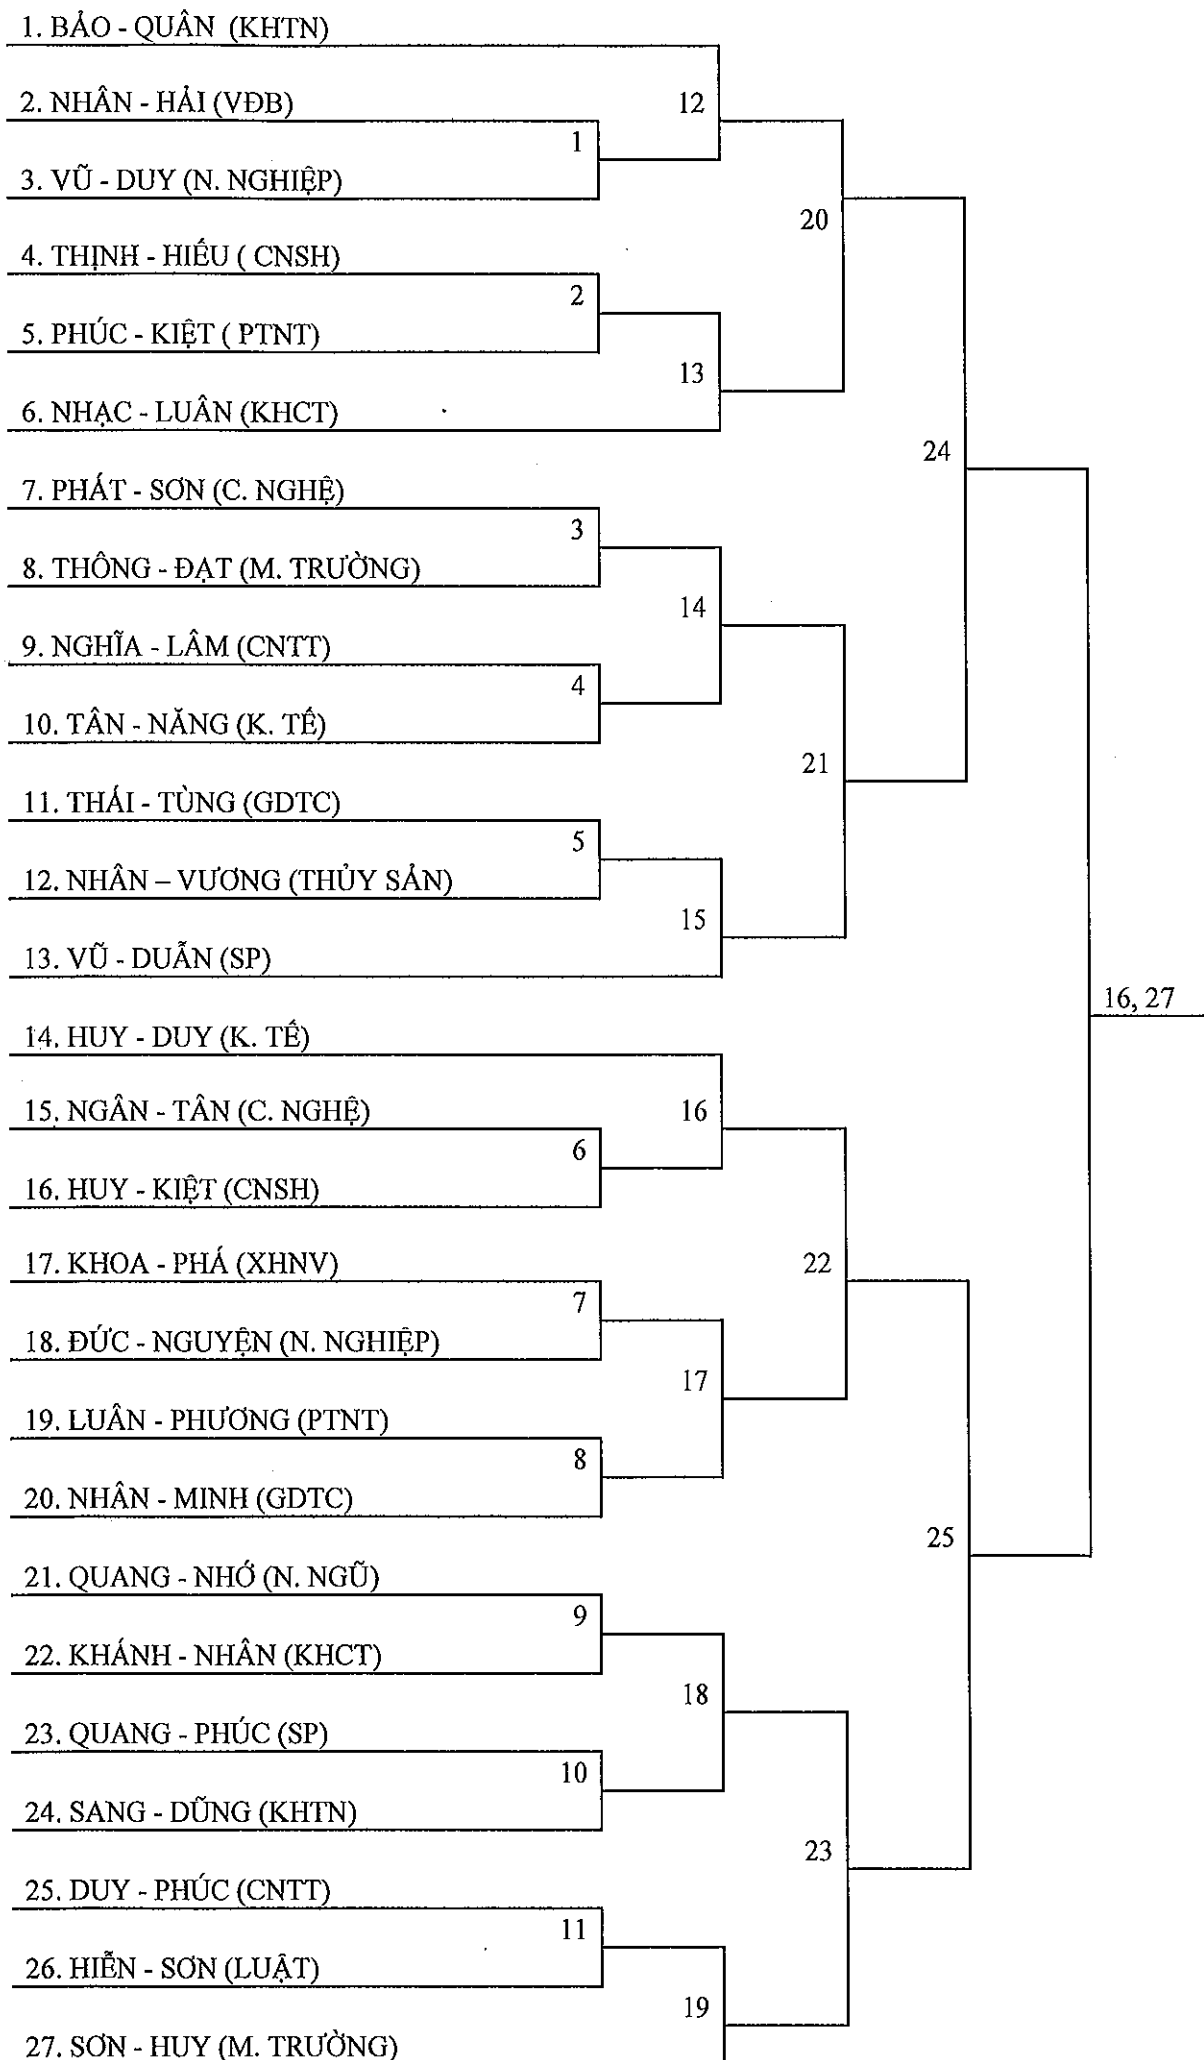 1. BẢO - QUÂN (KHTN)
12
2. NHÂN - HẢI (VĐB)
1
3. VŨ - DUY (N. NGHIỆP)
20
4. THỊNH - HIẾU ( CNSH)
2
5. PHÚC - KIỆT ( PTNT)
13
6. NHẠC - LUÂN (KHCT)
24
7. PHÁT - SƠN (C. NGHỆ)
3
8. THÔNG - ĐẠT (M. TRƯỜNG)
14
9. NGHĨA - LÂM (CNTT)
4
10. TÂN - NĂNG (K. TẾ)
21
11. THÁI - TÙNG (GDTC)
5
12. NHÂN – VƯƠNG (THỦY SẢN)
15
13. VŨ - DUẪN (SP)
16, 27
14. HUY - DUY (K. TẾ)
15. NGÂN - TÂN (C. NGHỆ)
16
6
16. HUY - KIỆT (CNSH)
17. KHOA - PHÁ (XHNV)
22
7
18. ĐỨC - NGUYỆN (N. NGHIỆP)
17
19. LUÂN - PHƯƠNG (PTNT)
8
20. NHÂN - MINH (GDTC)
25
21. QUANG - NHỚ (N. NGŨ)
9
22. KHÁNH - NHÂN (KHCT)
18
23. QUANG - PHÚC (SP)
10
24. SANG - DŨNG (KHTN)
23
25. DUY - PHÚC (CNTT)
11
26. HIỄN - SƠN (LUẬT)
19
27. SƠN - HUY (M. TRƯỜNG)